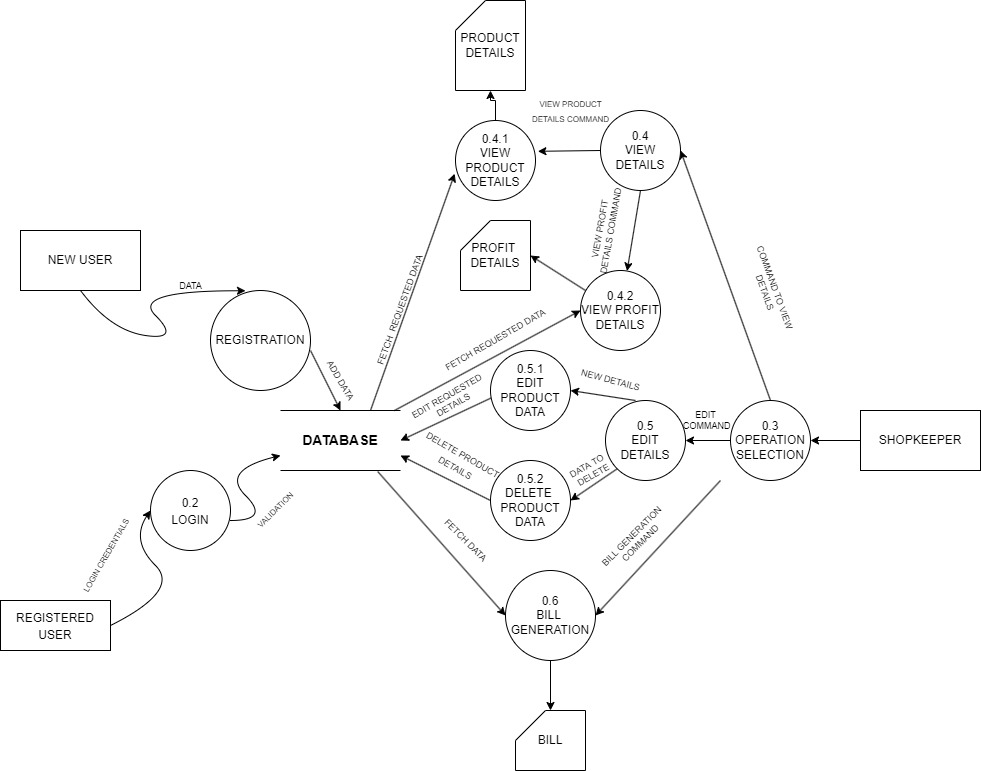 PRODUCT
DETAILS
VIEW PRODUCT
DETAILS COMMAND
0.4.1
VIEW
PRODUCT
DETAILS
0.4
VIEW
DETAILS
VIEW PROFIT
DETAILS COMMAND
PROFIT
DETAILS
NEW USER
COMMAND TO VIEW
DETAILS
DATA
REGISTRATION
FETCH REQUESTED DATA
0.4.2
VIEW PROFIT
DETAILS
FETCH REQUESTED DATA
ADD DATA
EDIT REQUESTED
DETAILS
0.5.1
EDIT
PRODUCT
DATA
NEW DETAILS
DATABASE
0.5
EDIT
DETAILS
EDIT
COMMAND
0.3
OPERATION
SELECTION
SHOPKEEPER
DELETE PRODUCT
DETAILS
0.5.2
DELETE
PRODUCT
DATA
DATA TO
DELETE
0.2
LOGIN
VALIDATION
LOGIN CREDENTIALS
FETCH DATA
BILL GENERATION
COMMAND
REGISTERED
USER
0.6
BILL
GENERATION
BILL